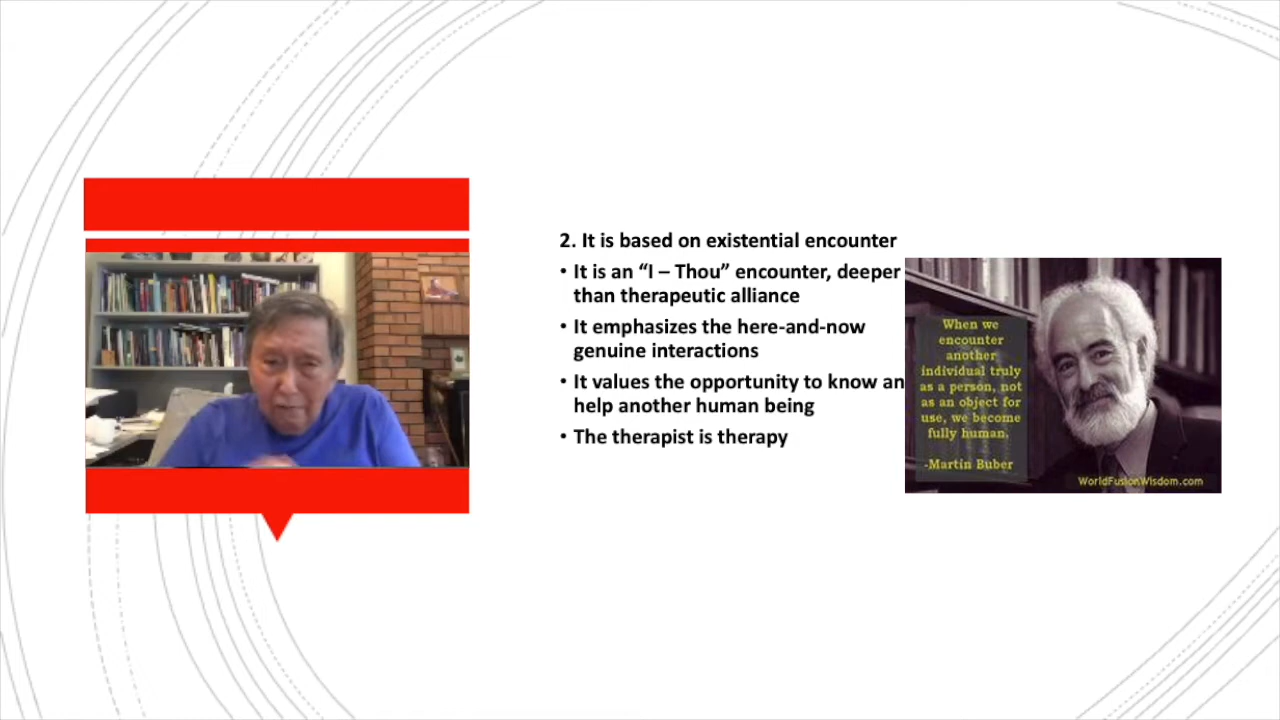 2. It is based on existential encounter
• It is an “I – Thou” encounter, deeper
than therapeutic alliance
• It emphasizes the here-and-now
genuine interactions
• It values the opportunity to know an
help another human being
• The therapist is therapy
When we
encounter
another
individual truly
as a person, not
as an object for
use, we become
fully human.
-Martin Buber
WorldFusionWisdom.com